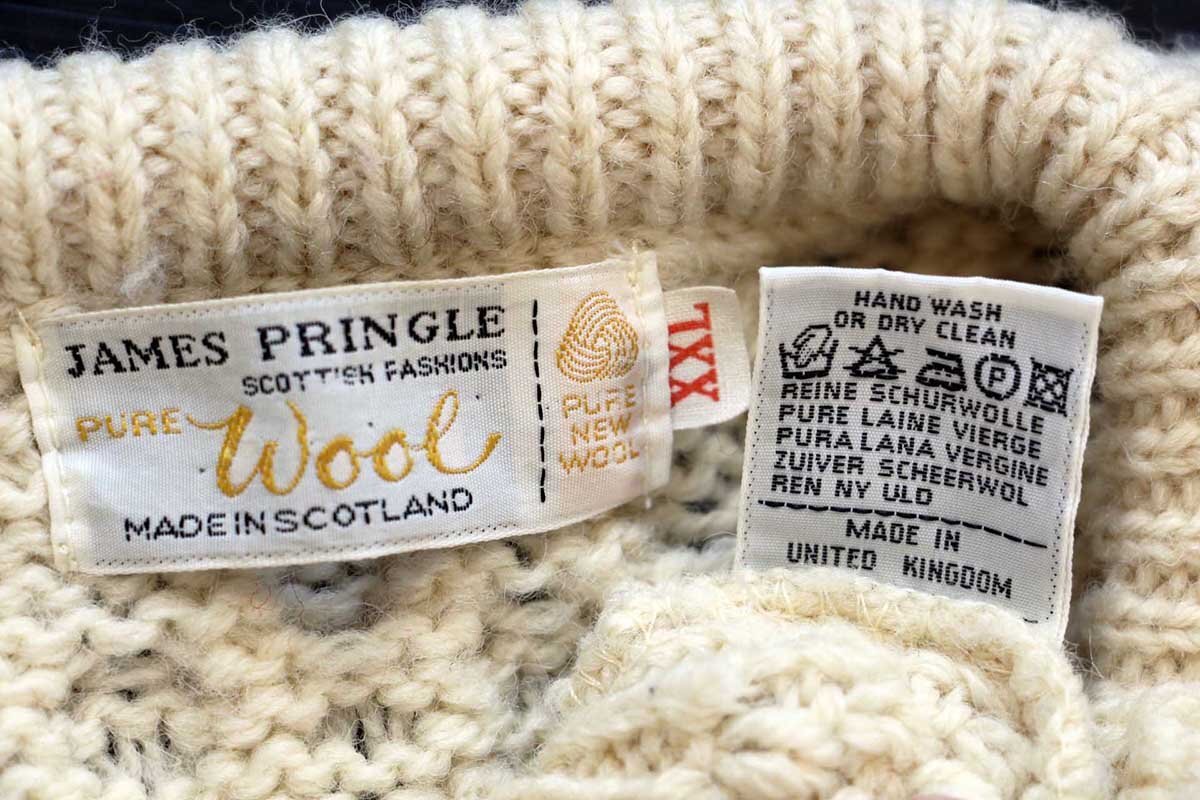 JAMES PRINGLE
SCOTTISH FASHIONS
PURE Wool
MADE IN SCOTLAND
PURE
NEW
WOOL
XXL
HAND WASH
OR DRY CLEAN
P
REINE SCHURWOLLE
PURE LAINE VIERGE
PURA LANA VERGINE
ZUIVER SCHEERWOL
REN NY ULD
MADE IN
UNITED KINGDOM